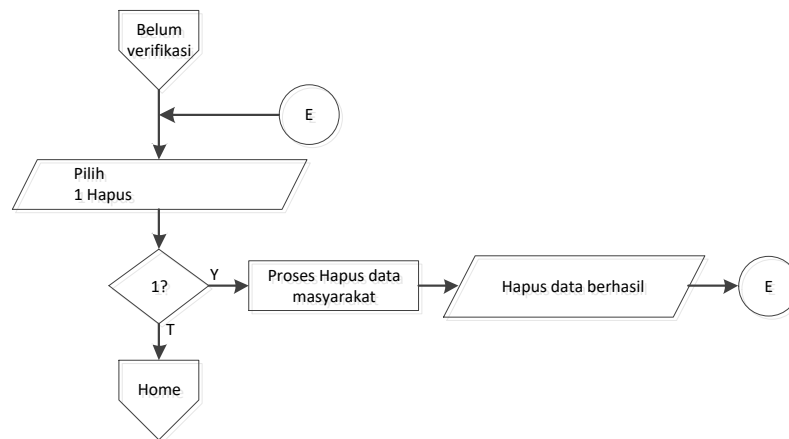 Belum
verifikasi
E
Pilih
1 Hapus
1?
Y
Proses Hapus data
masyarakat
Hapus data berhasil
E
T
Home